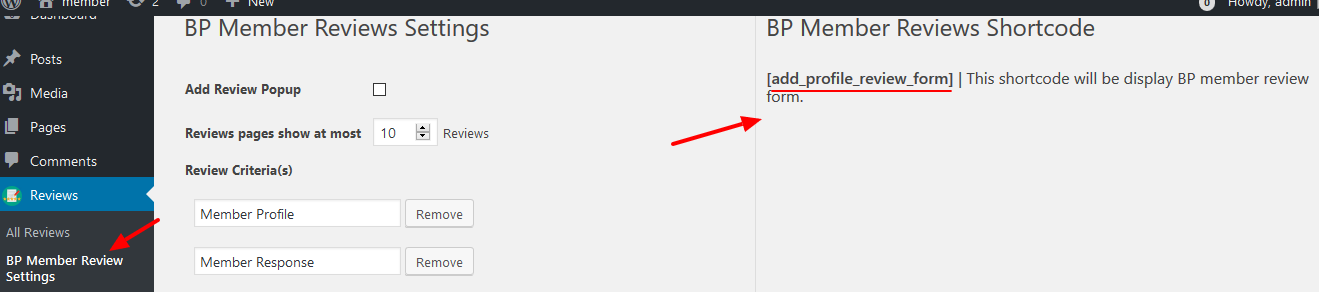 member 2 0 New 0 Howdy, admin
Dashboard
Posts
Media
Pages
Comments
Reviews
All Reviews
BP Member Review
Settings
BP Member Reviews Settings
Add Review Popup
Reviews pages show at most 10 Reviews
Review Criteria(s)
Member Profile Remove
Member Response Remove
BP Member Reviews Shortcode
[add_profile_review_form] | This shortcode will be display BP member review
form.